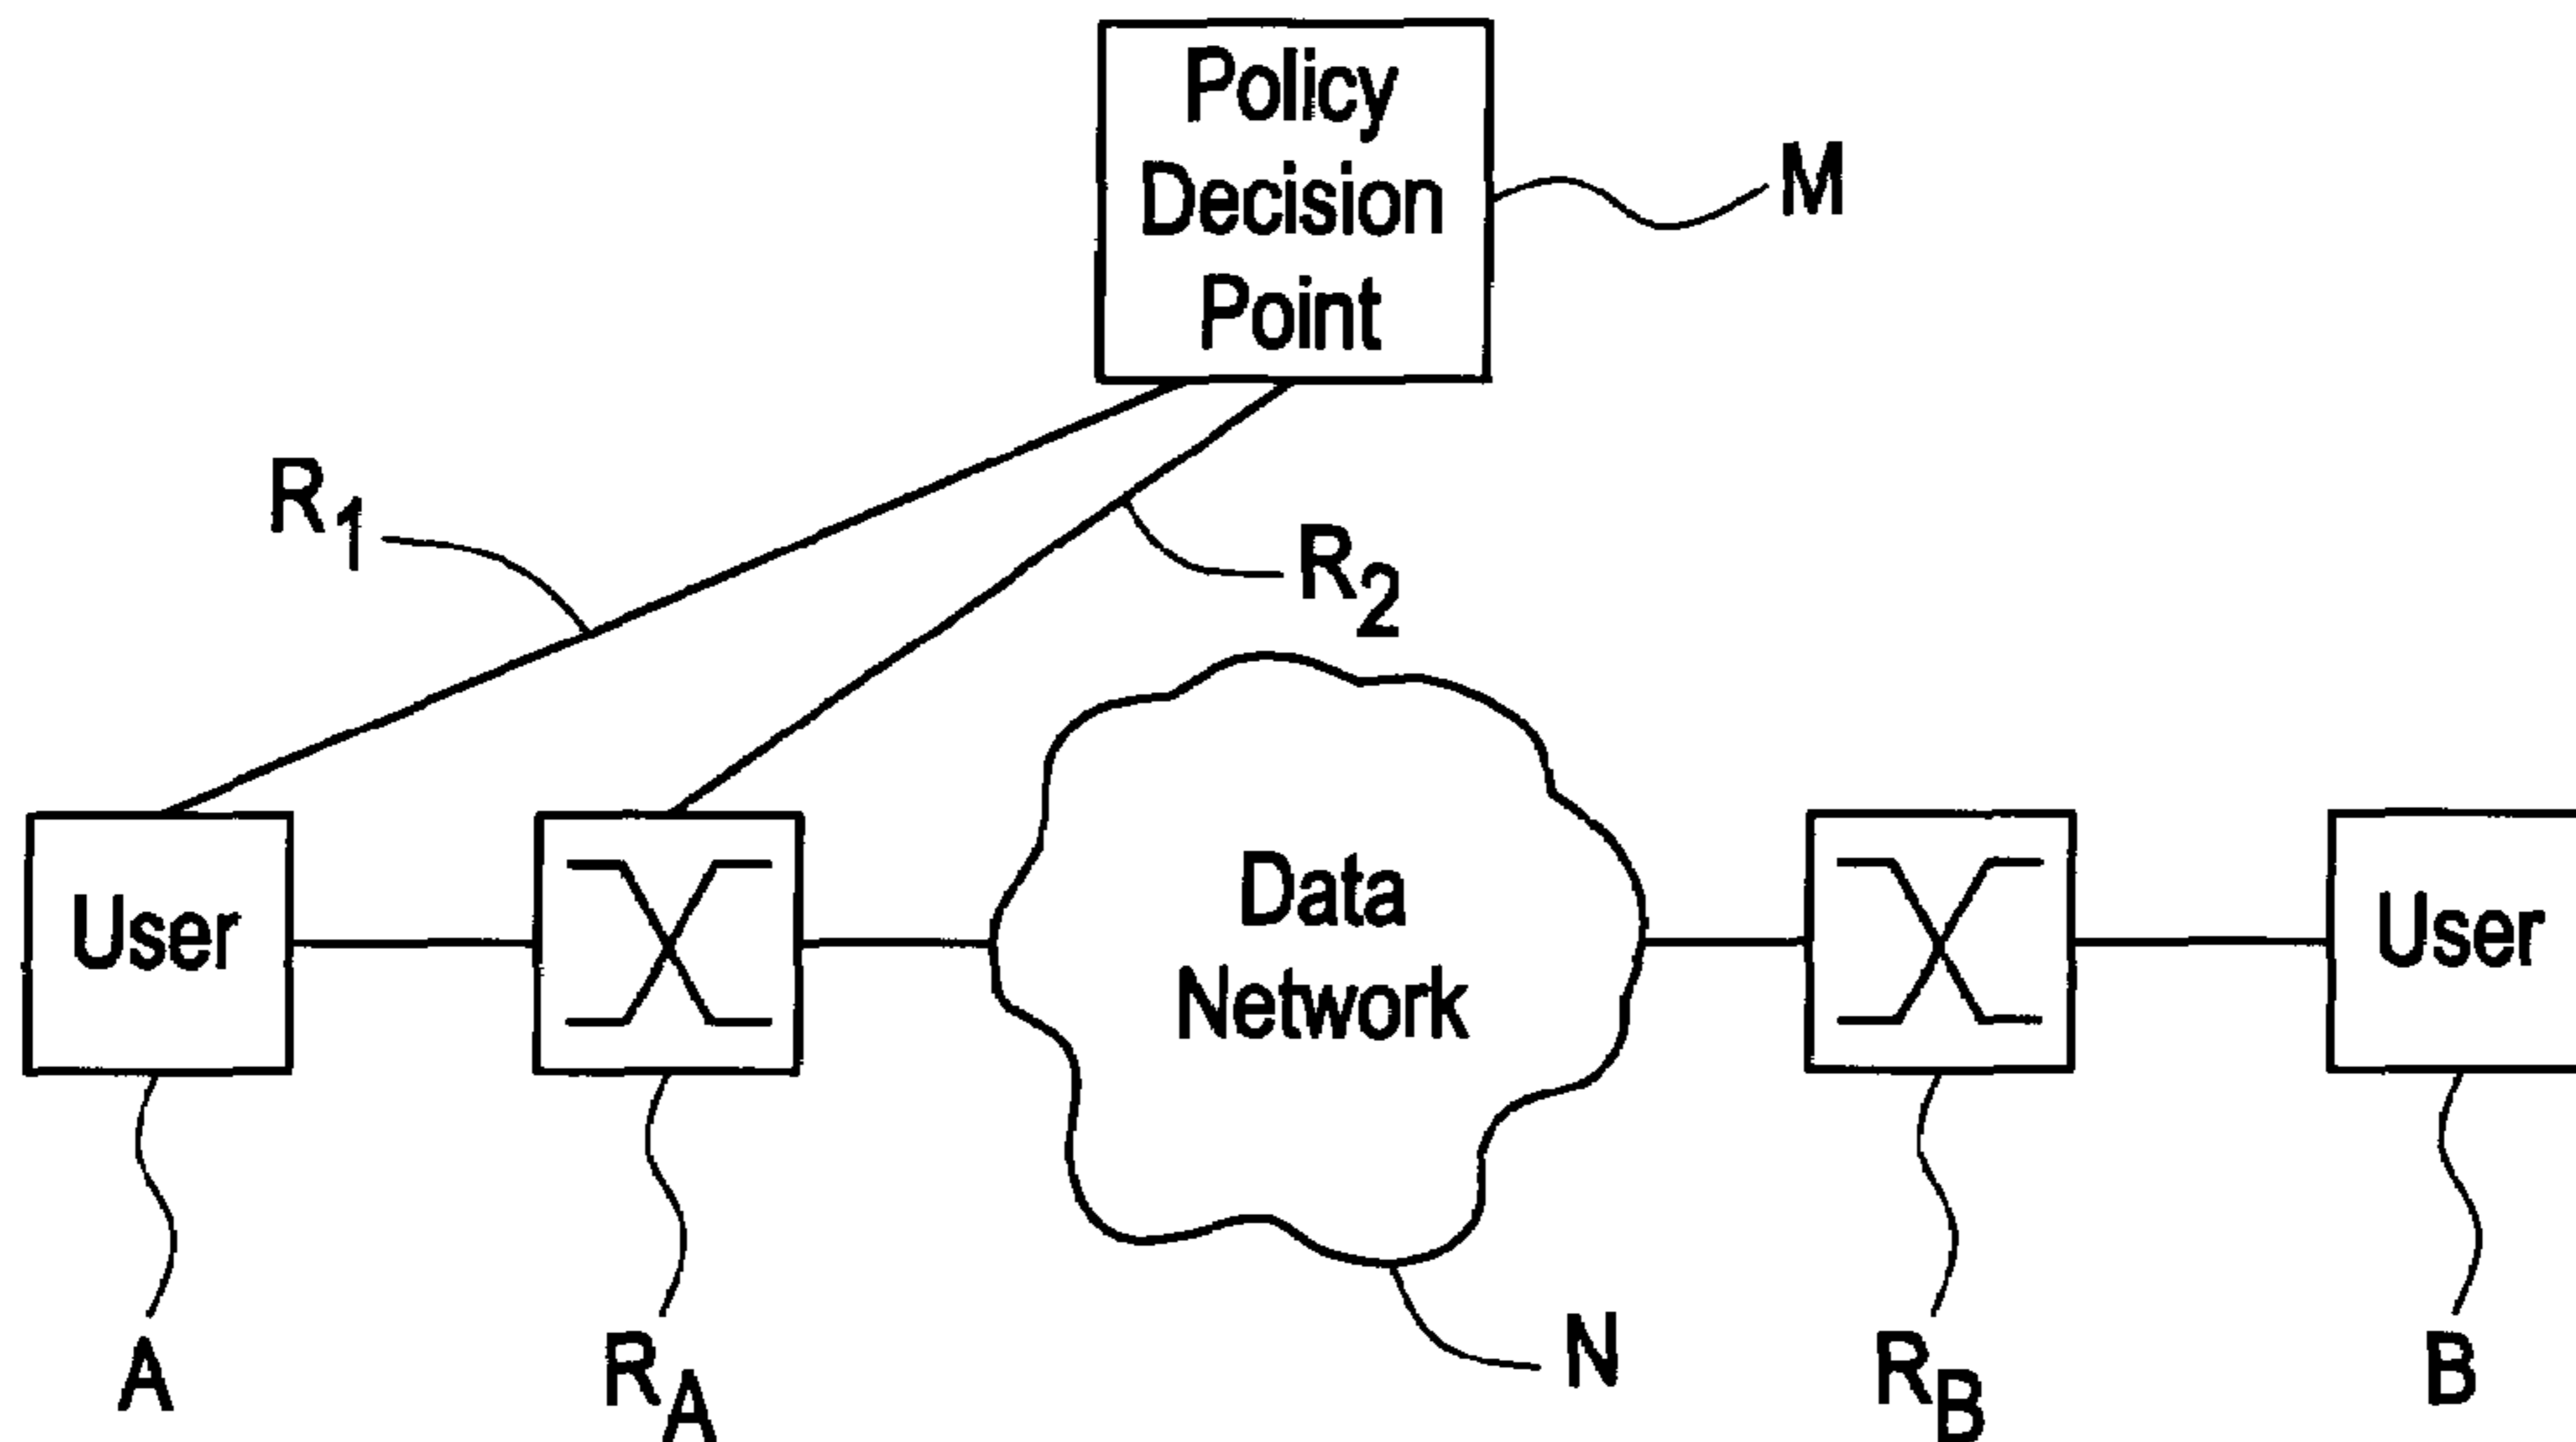 Policy
Decision
Point
M
R1
R2
User
Data
Network
User
A
RA
N
RB
B